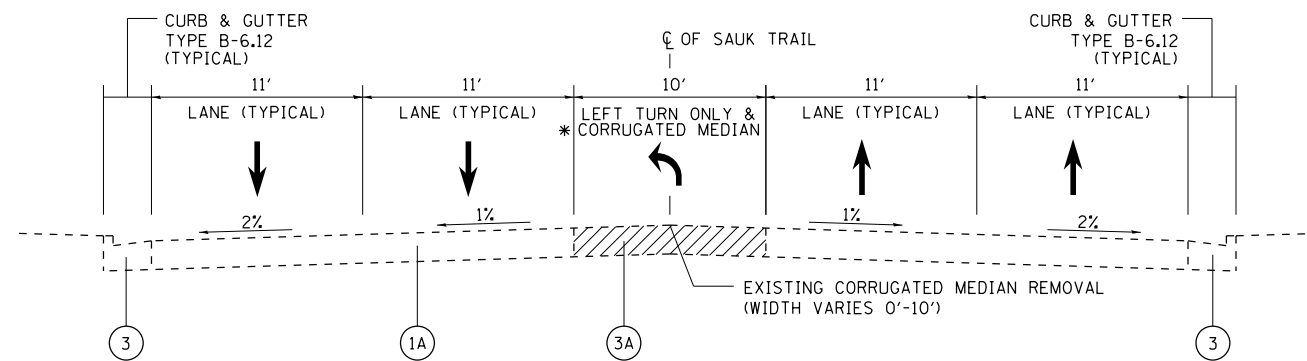 CURB & GUTTER
TYPE B-6.12
(TYPICAL)
℄ OF SAUK TRAIL
CURB & GUTTER
TYPE B-6.12
(TYPICAL)
11'
11'
10'
11'
11'
LANE (TYPICAL)
LANE (TYPICAL)
LEFT TURN ONLY &
* CORRUGATED MEDIAN
LANE (TYPICAL)
LANE (TYPICAL)
2%
1%
1%
2%
EXISTING CORRUGATED MEDIAN REMOVAL
(WIDTH VARIES 0'-10')
3
1A
3A
3